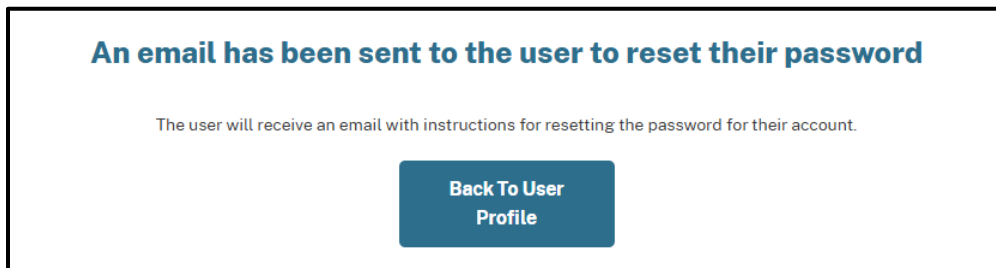 An email has been sent to the user to reset their password
The user will receive an email with instructions for resetting the password for their account.
Back To User
Profile